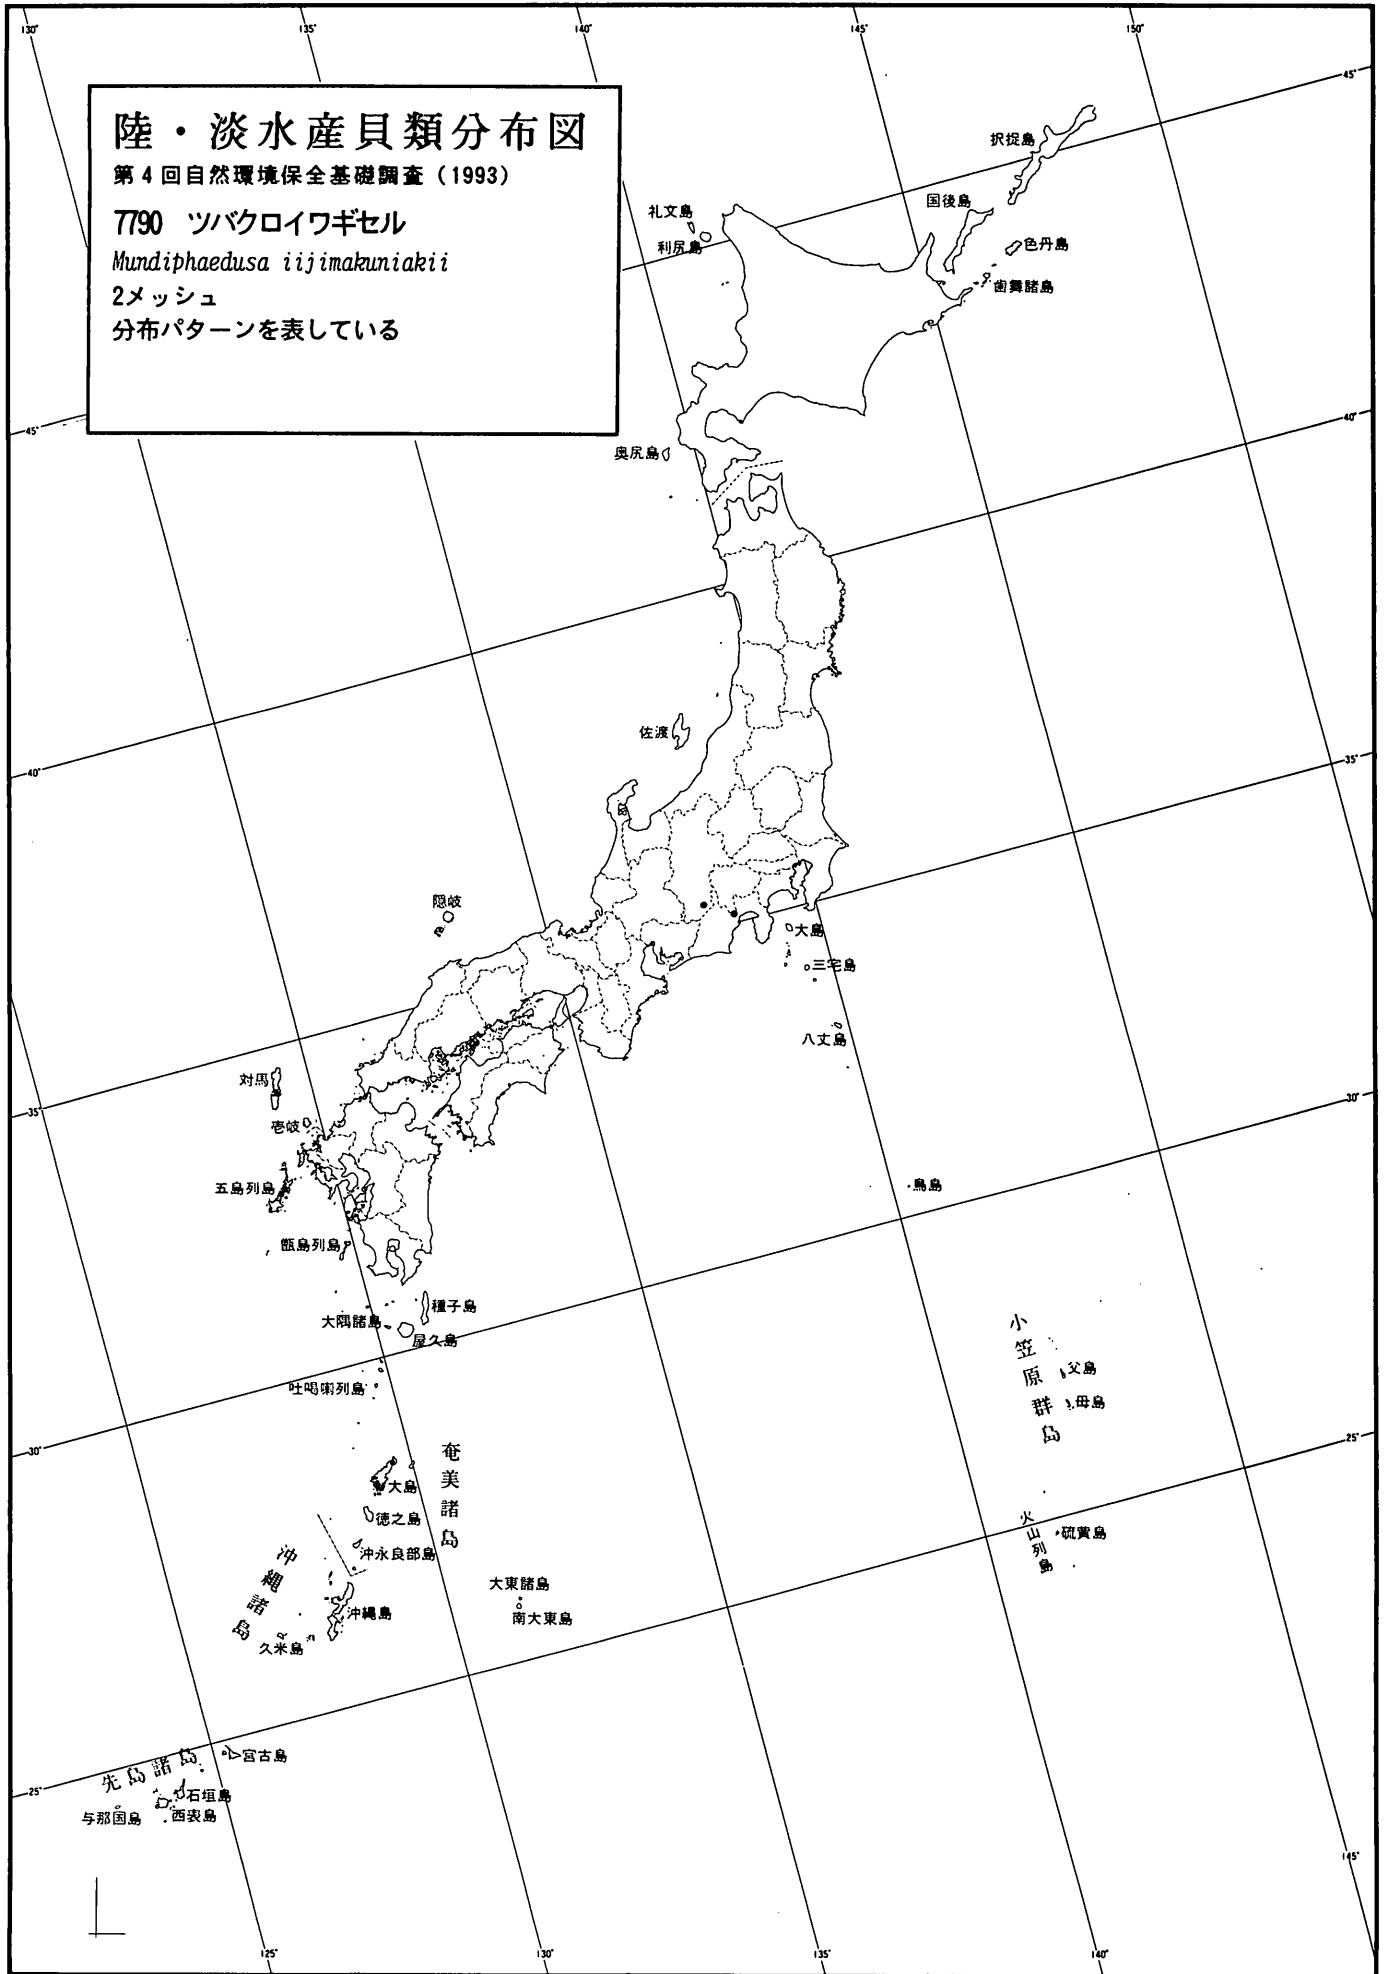 130°
135°
140°
145°
150°
陸・淡水産貝類分布図
第4回自然環境保全基礎調査（1993）
7790 ツバクロイワギセル
Mundiphaedusa iijimakuniakii
2メッシュ
分布パターンを表している
45°
択捉島
国後島
色丹島
歯舞諸島
礼文島
利尻島
40°
45°
奥尻島
佐渡
40°
35°
隠岐
大島
三宅島
八丈島
対馬
35°
壱岐
30°
五島列島
鳥島
甑島列島
種子島
大隅諸島
屋久島
吐噶喇列島
小笠原群島
父島
母島
30°
25°
奄美諸島
大島
徳之島
沖永良部島
火山列島
硫黄島
沖縄諸島
沖縄島
久米島
大東諸島
南大東島
先島諸島
宮古島
25°
石垣島
与那国島
西表島
145°
125°
130°
135°
140°